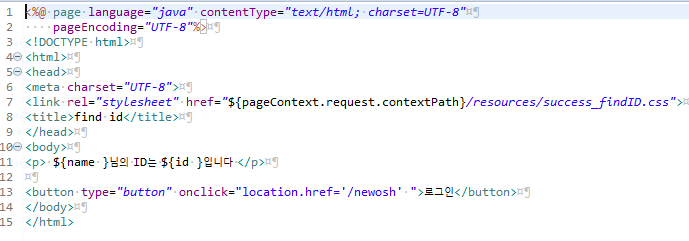 1 <%@ page language="java" contentType="text/html; charset=UTF-8"
2     pageEncoding="UTF-8"%>
3 <!DOCTYPE html>
4 <html>
5 <head>
6 <meta charset="UTF-8">
7 <link rel="stylesheet" href="${pageContext.request.contextPath}/resources/success_findID.css">
8 <title>find id</title>
9 </head>
10 <body>
11 <p> ${name }님의 ID는 ${id }입니다 </p>
12
13 <button type="button" onclick="location.href='/newosh' ">로그인</button>
14 </body>
15 </html>